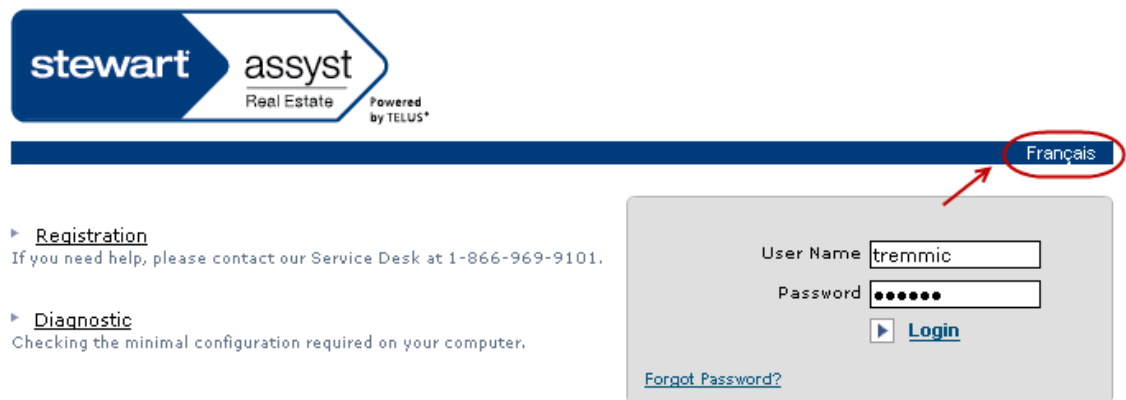 stewart
assyst
Real Estate
Powered
by TELUS
Français
Registration
If you need help, please contact our Service Desk at 1-866-969-9101.
User Name tremmic
Password ●●●●●●
Diagnostic
Checking the minimal configuration required on your computer.
Login
Forgot Password?